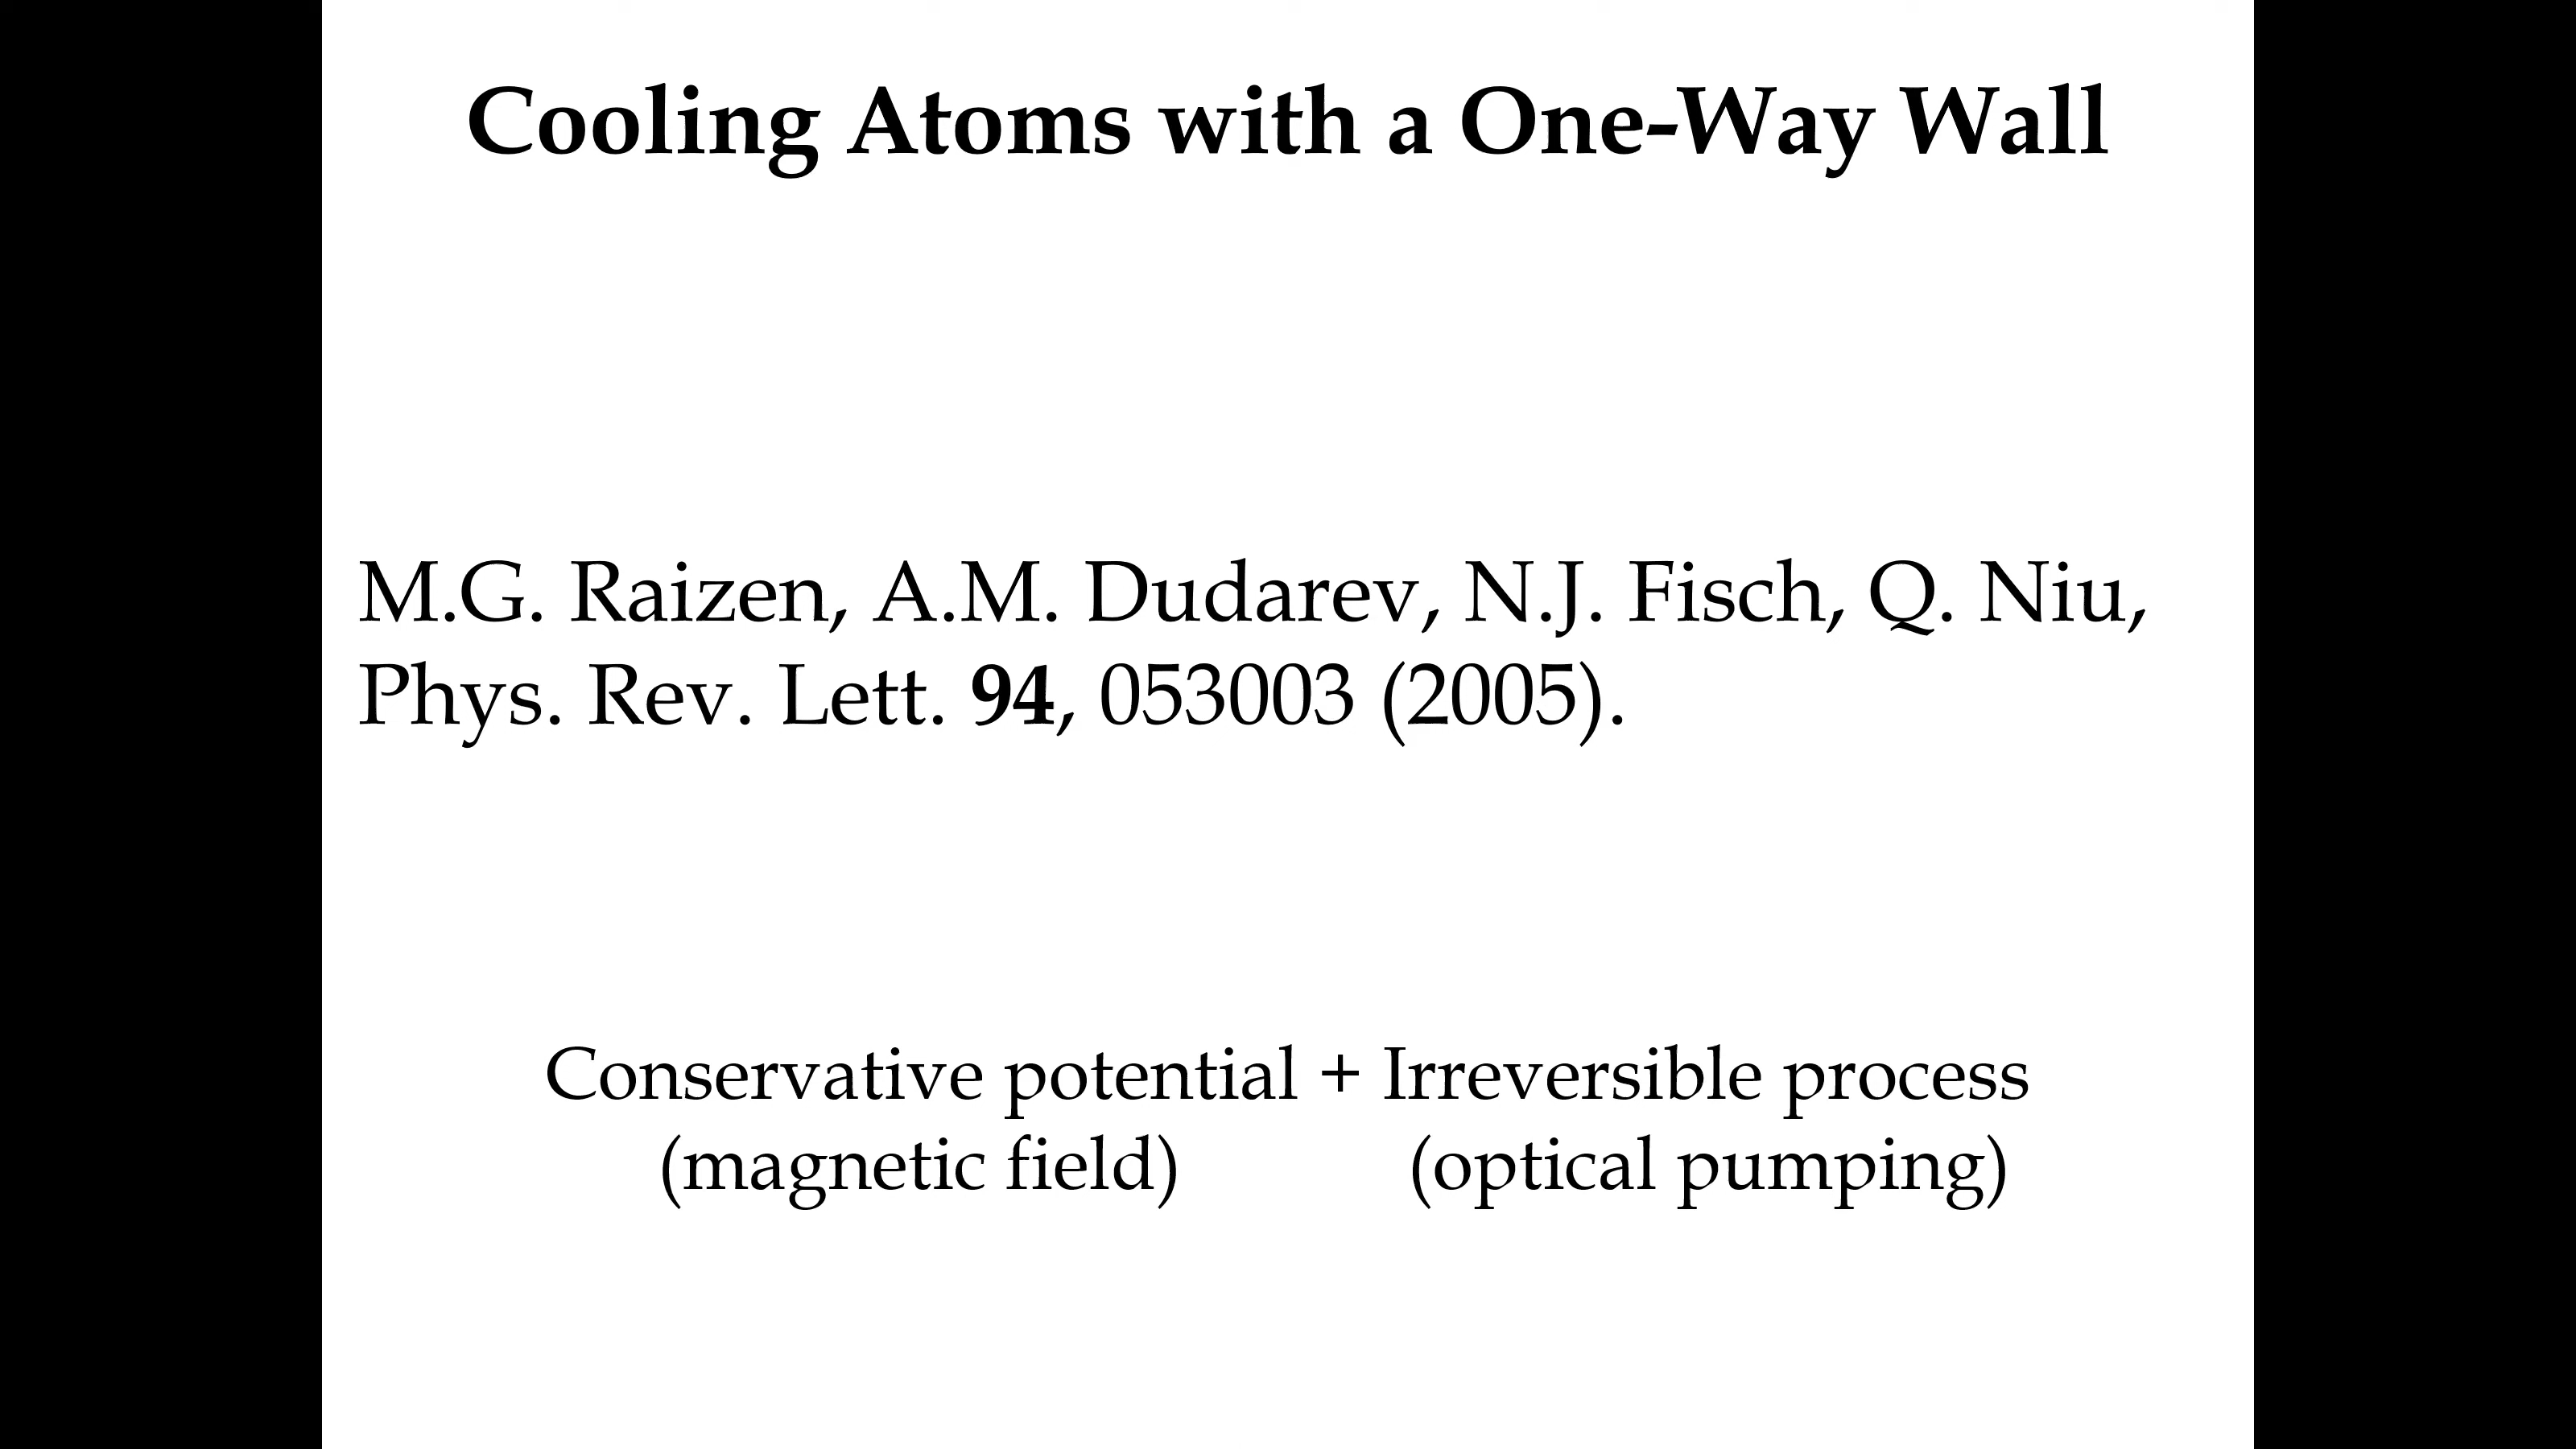 Cooling Atoms with a One-Way Wall
M.G. Raizen, A.M. Dudarev, N.J. Fisch, Q. Niu,
Phys. Rev. Lett. 94, 053003 (2005).
Conservative potential + Irreversible process
(magnetic field) (optical pumping)